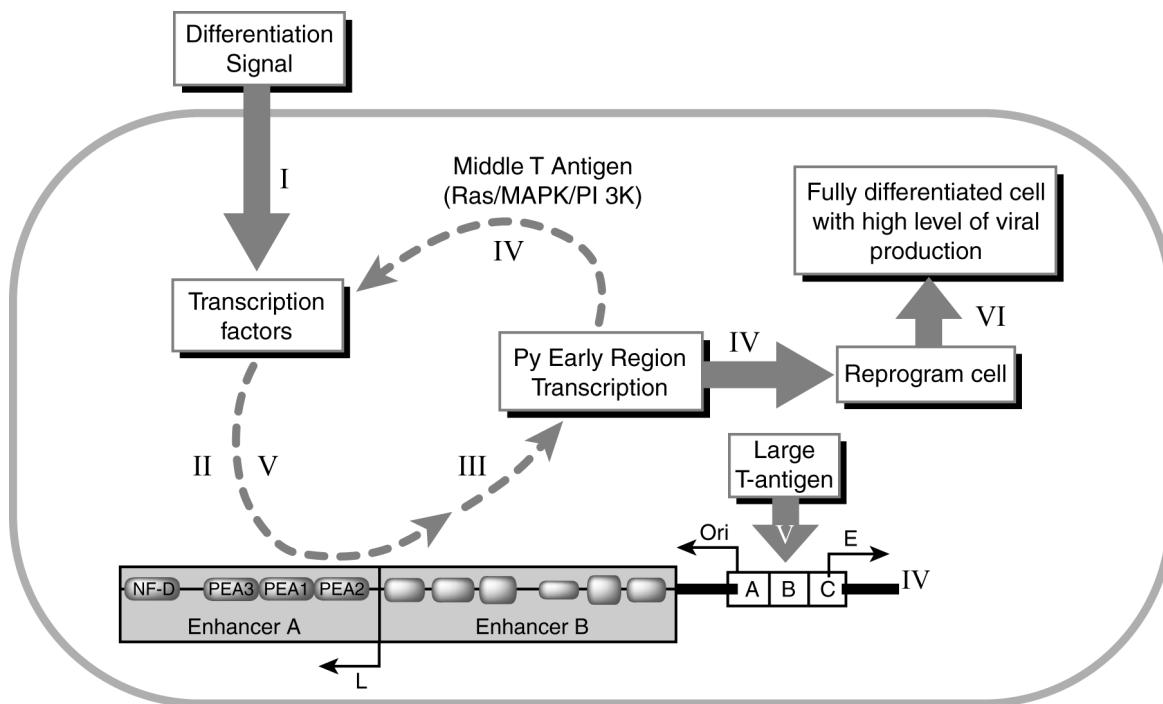 Differentiation
Signal
I
Middle T Antigen
(Ras/MAPK/PI 3K)
IV
Fully differentiated cell
with high level of viral
production
Transcription
factors
VI
IV
Py Early Region
Transcription
Reprogram cell
II
V
III
Large
T-antigen
V
Ori
E
NF-D
PEA3
PEA1
PEA2
A
B
C
IV
Enhancer A
Enhancer B
L